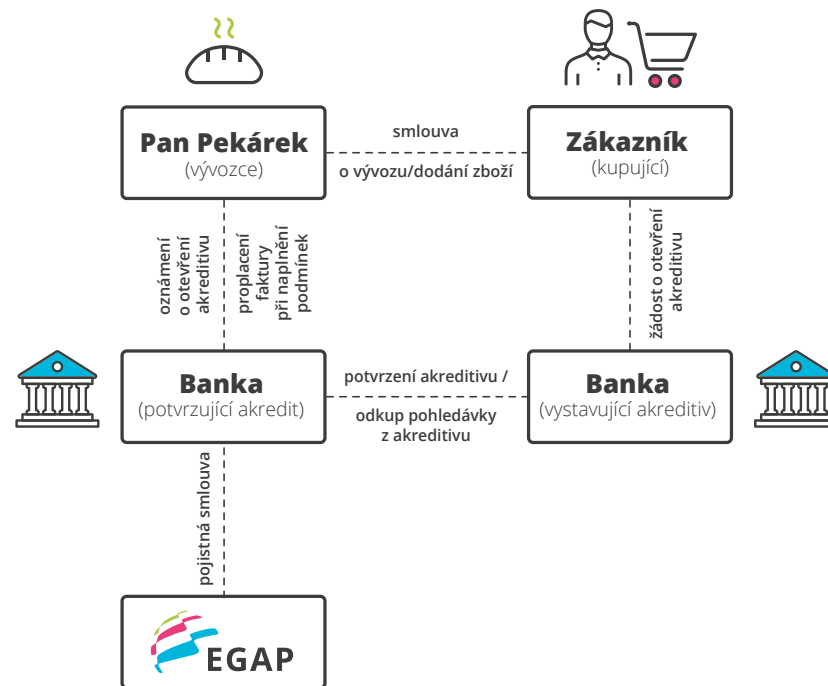 Pan Pekárek
(vývozce)
smlouva
o vývozu/dodání zboží
Zákazník
(kupující)
oznámení
o otevření
akreditivu
proplacení
faktury
při naplnění
podmínek
žádost o otevření
akreditivu
Banka
(potvrzující akredit)
potvrzení akreditivu /
odkup pohledávky
z akreditivu
Banka
(vystavující akreditiv)
pojistná smlouva
EGAP